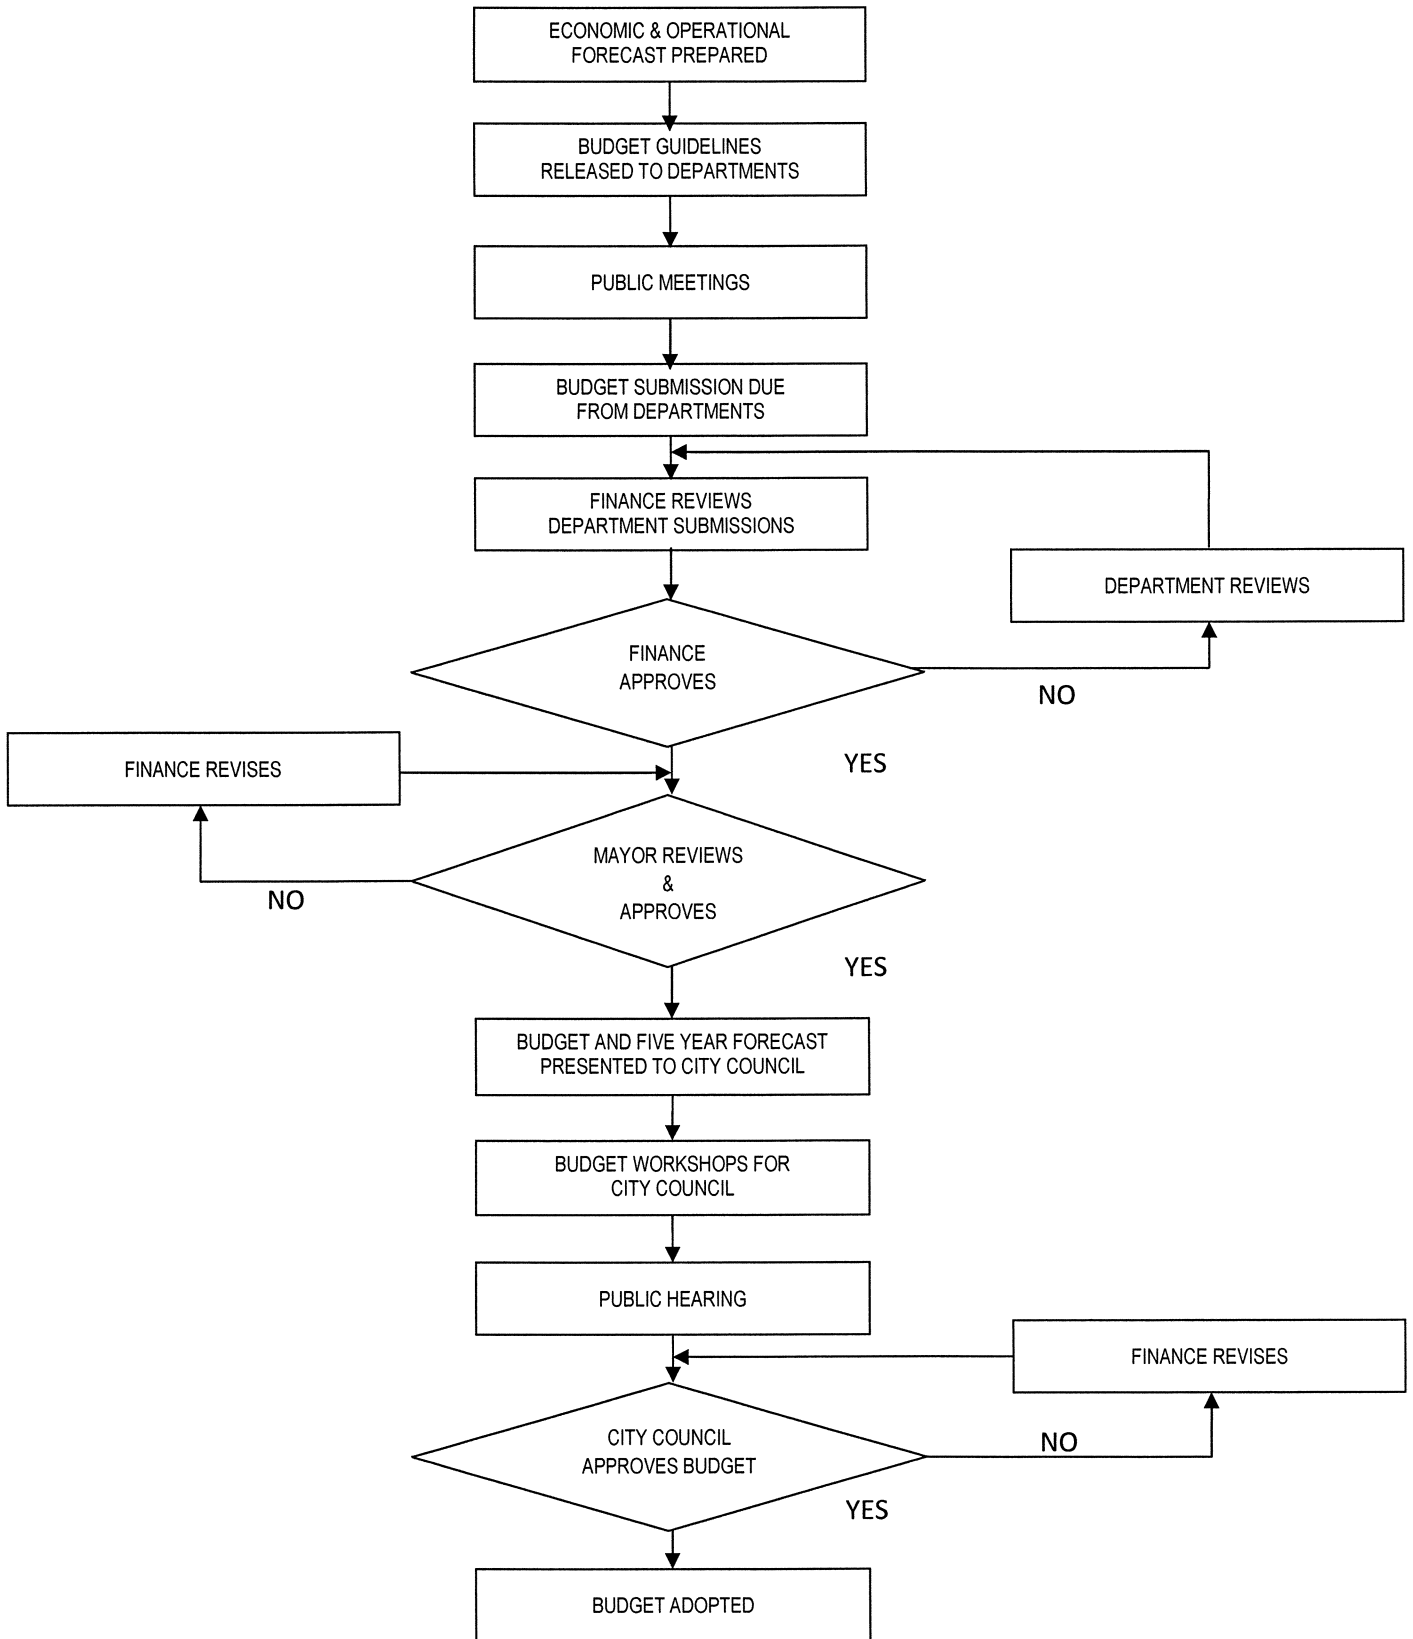 ECONOMIC & OPERATIONAL
FORECAST PREPARED
BUDGET GUIDELINES
RELEASED TO DEPARTMENTS
PUBLIC MEETINGS
BUDGET SUBMISSION DUE
FROM DEPARTMENTS
FINANCE REVIEWS
DEPARTMENT SUBMISSIONS
DEPARTMENT REVIEWS
FINANCE
APPROVES
NO
YES
FINANCE REVISES
MAYOR REVIEWS
&
APPROVES
NO
YES
BUDGET AND FIVE YEAR FORECAST
PRESENTED TO CITY COUNCIL
BUDGET WORKSHOPS FOR
CITY COUNCIL
PUBLIC HEARING
FINANCE REVISES
CITY COUNCIL
APPROVES BUDGET
NO
YES
BUDGET ADOPTED